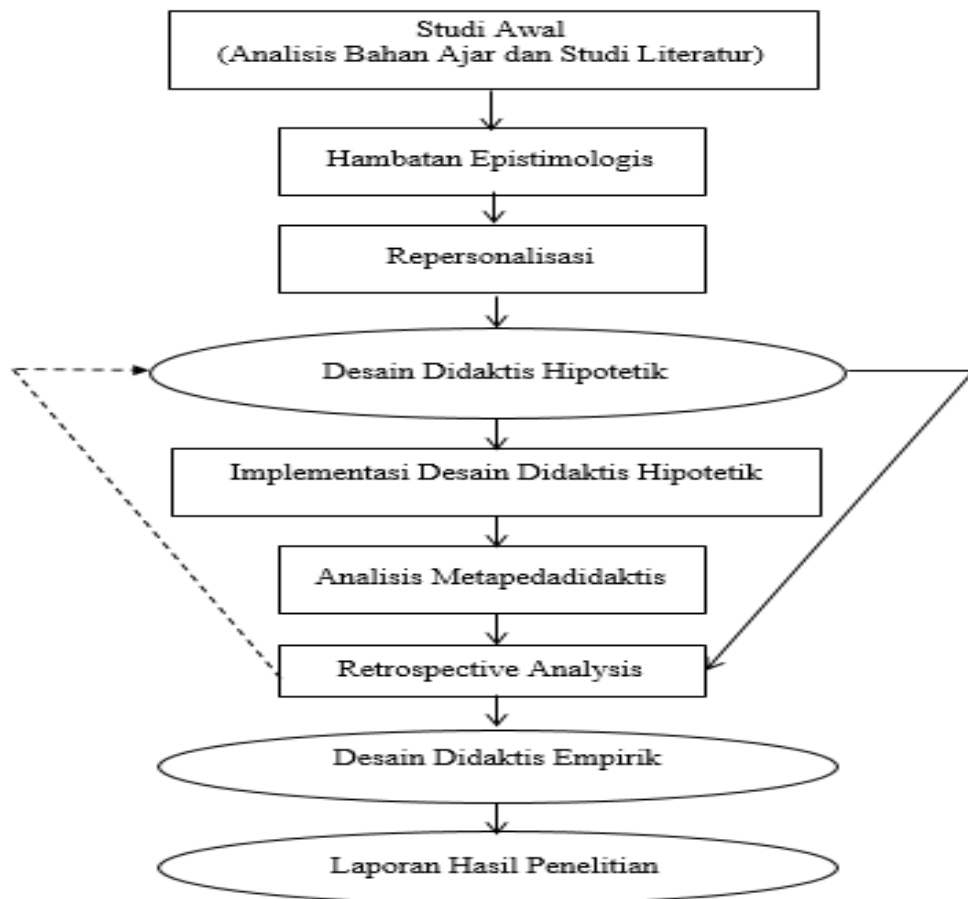 Studi Awal
(Analisis Bahan Ajar dan Studi Literatur)
Hambatan Epistimologis
Repersonalisasi
Desain Didaktis Hipotetik
Implementasi Desain Didaktis Hipotetik
Analisis Metapedadidaktis
Retrospective Analysis
Desain Didaktis Empirik
Laporan Hasil Penelitian